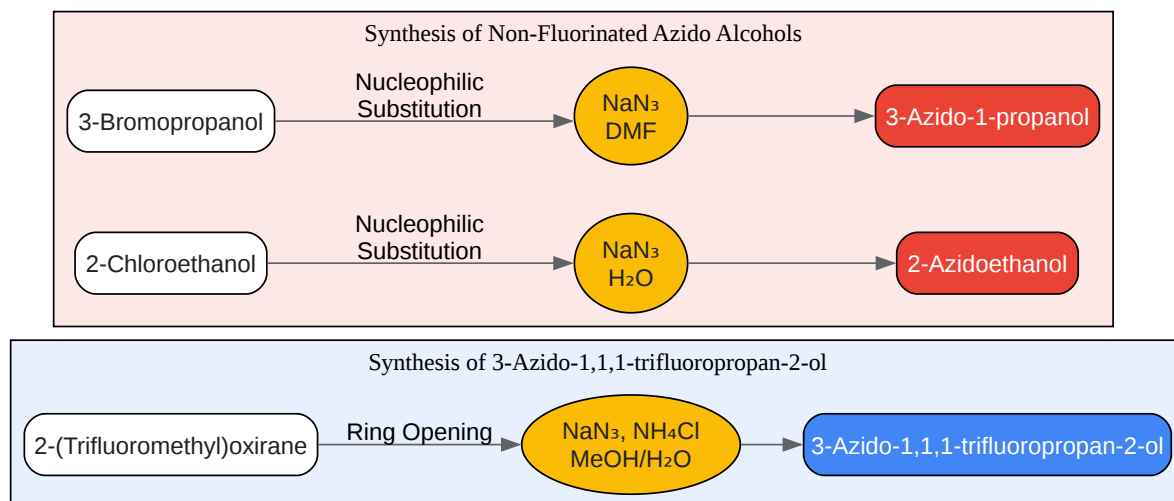 Synthesis of Non-Fluorinated Azido Alcohols
3-Bromopropanol
Nucleophilic
Substitution
NaN₃
DMF
3-Azido-1-propanol
2-Chloroethanol
Nucleophilic
Substitution
NaN₃
H₂O
2-Azidoethanol
Synthesis of 3-Azido-1,1,1-trifluoropropan-2-ol
2-(Trifluoromethyl)oxirane
Ring Opening
NaN₃, NH₄Cl
MeOH/H₂O
3-Azido-1,1,1-trifluoropropan-2-ol